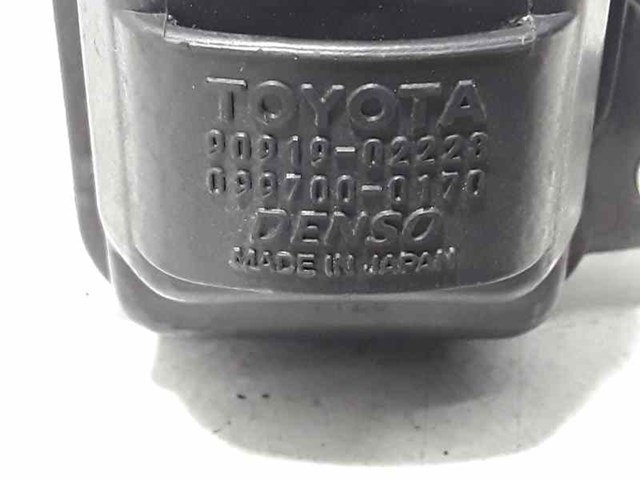 TOYOTA
90919-02223
099700-0170
DENSO
MADE IN JAPAN